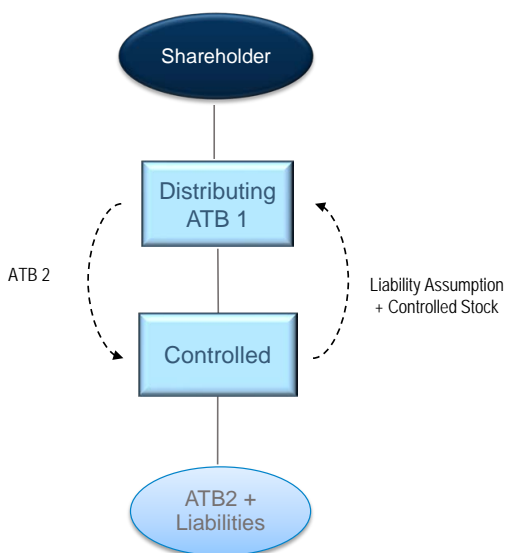 Shareholder
Distributing
ATB 1
ATB 2
Liability Assumption
+ Controlled Stock
Controlled
ATB2 +
Liabilities